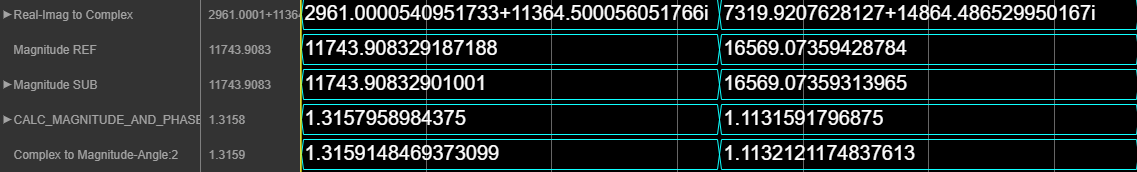 Real-Imag to Complex 2961.0001+1136 2961.0000540951733+11364.500056051766i 7319.9207628127+14864.486529950167i
Magnitude REF 11743.9083 11743.908329187188 16569.07359428784
Magnitude SUB 11743.9083 11743.90832901001 16569.07359313965
CALC_MAGNITUDE_AND_PHASE 1.3158 1.3157958984375 1.1131591796875
Complex to Magnitude-Angle:2 1.3159 1.3159148469373099 1.1132121174837613